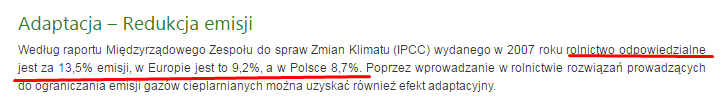 Adaptacja – Redukcja emisji
Według raportu Międzyrządowego Zespołu do spraw Zmian Klimatu (IPCC) wydanego w 2007 roku rolnictwo odpowiedzialne
jest za 13,5% emisji, w Europie jest to 9,2%, a w Polsce 8,7%. Poprzez wprowadzanie w rolnictwie rozwiązań prowadzących
do ograniczania emisji gazów cieplarnianych można uzyskać również efekt adaptacyjny.